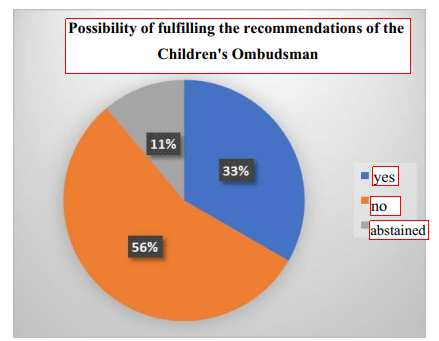 Possibility of fulfilling the recommendations of the
Children's Ombudsman
11%
33%
56%
yes
no
abstained